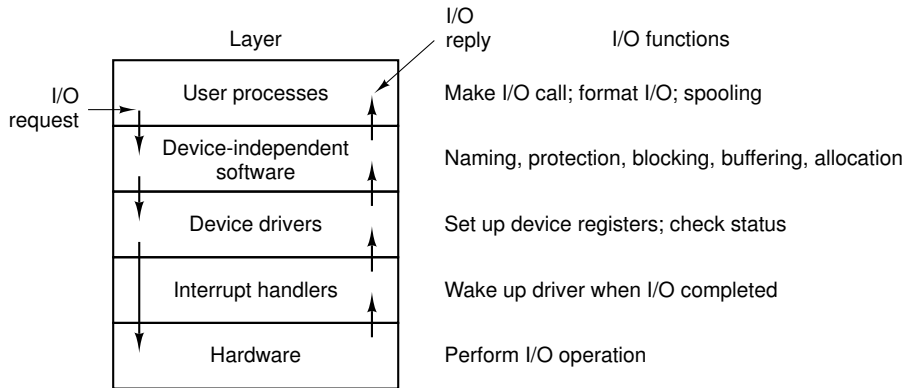 I/O
reply
Layer
I/O functions
I/O
request
User processes
Make I/O call; format I/O; spooling
Device-independent
software
Naming, protection, blocking, buffering, allocation
Device drivers
Set up device registers; check status
Interrupt handlers
Wake up driver when I/O completed
Hardware
Perform I/O operation